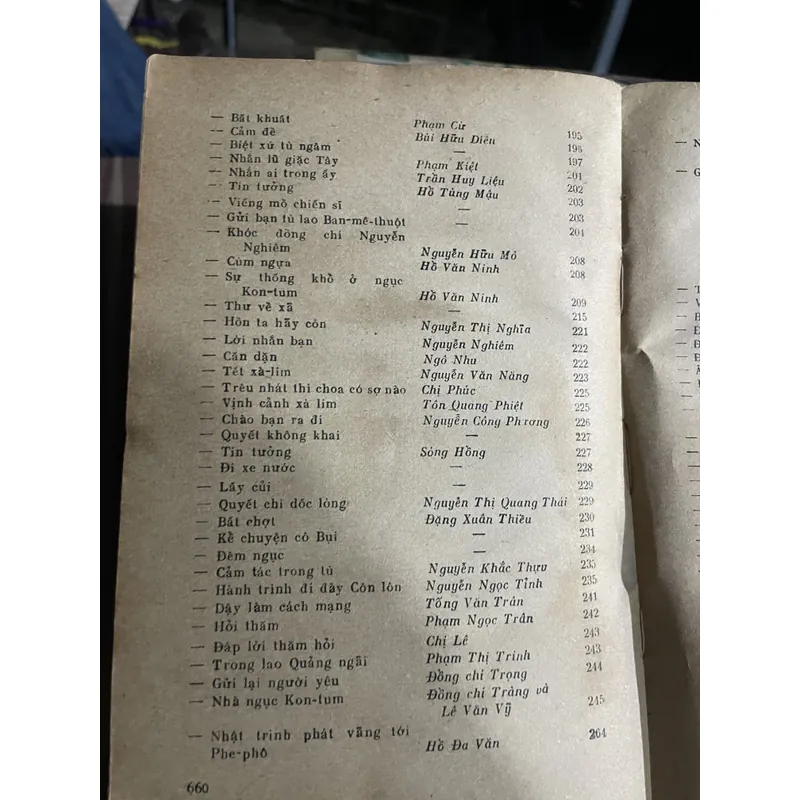 — Bất khuất Phạm Cừ 195
— Cảm đề Bùi Hữu Diên 195
— Biệt xứ tù ngâm —
— Nhắn lũ giặc Tây Phạm Kiệt 197
— Nhắn ai trong ấy Trần Huy Liệu 201
— Tin tưởng Hồ Tùng Mậu 202
— Viếng mồ chiến sĩ — 203
— Gửi bạn tù lao Ban-mê-thuột — 203
— Khóc đồng chí Nguyễn 204
Nghiêm Nguyễn Hữu Mỏ 208
— Cùm ngựa Hồ Văn Ninh 208
— Sự thống khổ ở ngục
Kon-tum Hồ Văn Ninh 209
— Thư về xã — 215
— Hồn ta hãy còn Nguyễn Thị Nghĩa 221
— Lời nhắn bạn Nguyễn Nghiêm 222
— Căn dặn Ngô Nhu 222
— Tết xà-lim Nguyễn Văn Năng 223
— Trêu nhát thì choa có sợ nào Chị Phúc 225
— Vịnh cảnh xà lim Tôn Quang Phiệt 225
— Chào bạn ra đi Nguyễn Công Phương 226
— Quyết không khai — 227
— Tin tưởng Sóng Hồng 227
— Đi xe nước — 228
— Lấy củi — 229
— Quyết chí dốc lòng Nguyễn Thị Quang Thái 229
— Bất chợt Đặng Xuân Thiều 230
— Kể chuyện cô Bụi — 231
— Đêm ngục — 234
— Cảm tác trong tù Nguyễn Khắc Thựu 235
— Hành trình đi đày Côn lôn Nguyễn Ngọc Tỉnh 235
— Dậy làm cách mạng Tống Văn Trân 241
— Hỏi thăm Phạm Ngọc Trân 242
— Đáp lời thăm hỏi Chị Lê 243
— Trong lao Quảng ngãi Phạm Thị Trinh 243
— Gửi lại người yêu Đồng chí Trọng 244
— Nhà ngục Kon-tum Đồng chí Tràng và
Lê Văn Vỹ 245
— Nhật trình phát vãng tới
Phe-phô Hồ Đa Văn 264
660